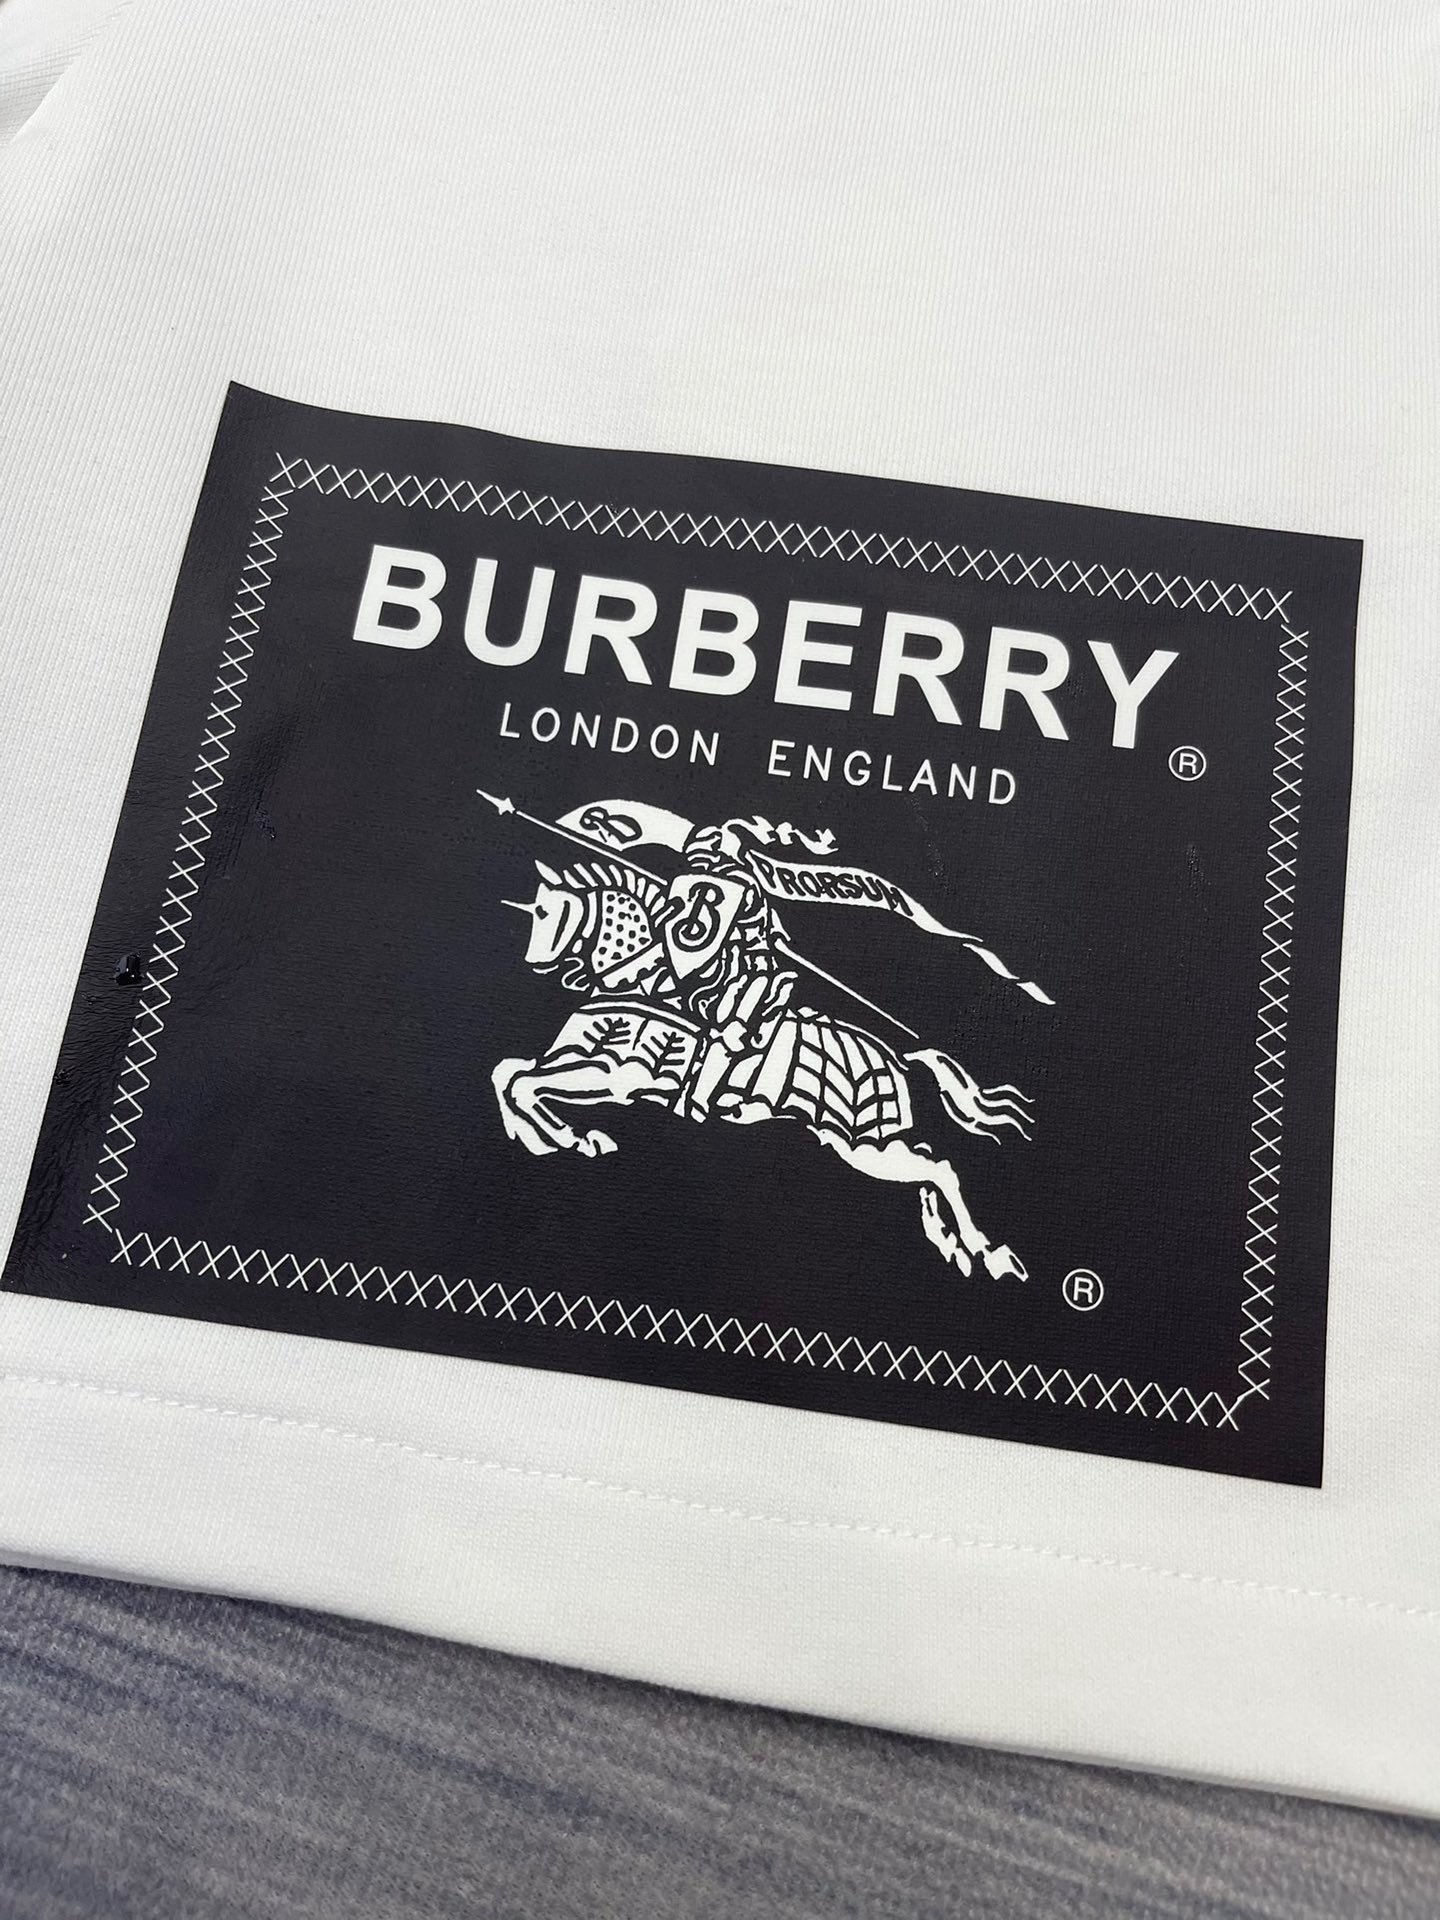 BURBERRY®
LONDON ENGLAND
PRORSUM
B
®